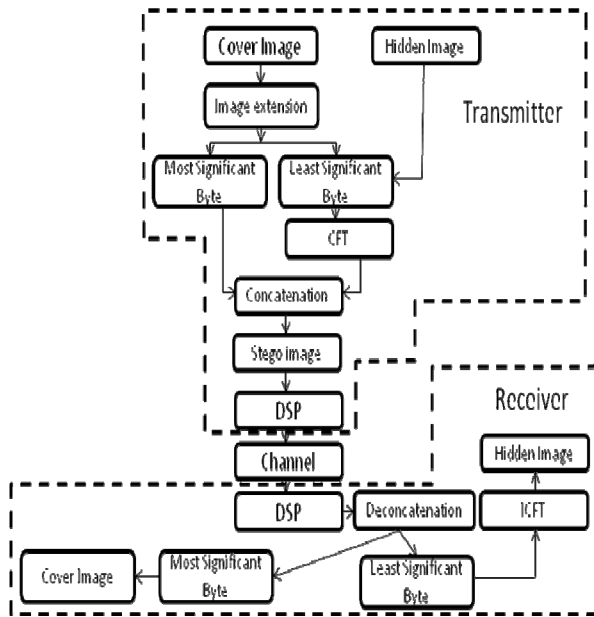 Cover Image
Hidden Image
Image extension
Transmitter
Most Significant
Byte
Least Significant
Byte
CFT
Concatenation
Stego image
DSP
Receiver
Channel
Hidden Image
DSP
Deconcatenation
ICFT
Cover Image
Most Significant
Byte
Least Significant
Byte